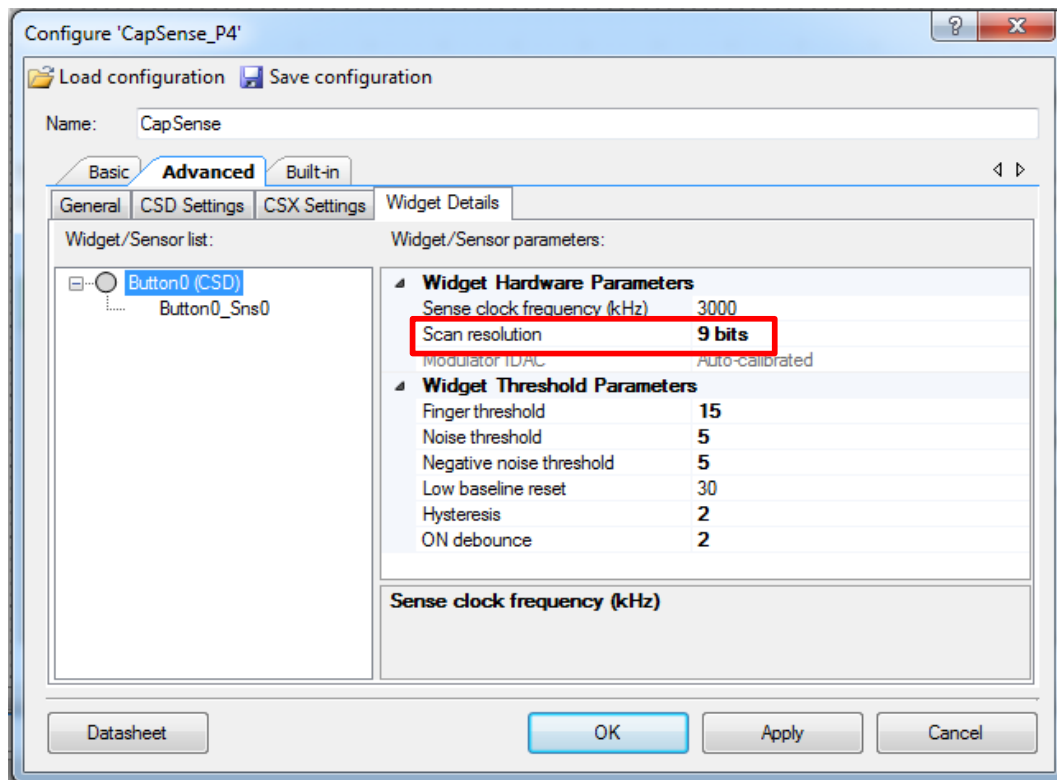 Configure 'CapSense_P4'
Load configuration Save configuration
Name: CapSense
Basic Advanced Built-in
General CSD Settings CSX Settings Widget Details
Widget/Sensor list: Widget/Sensor parameters:
Button0 (CSD)
Button0_Sns0
Widget Hardware Parameters
Sense clock frequency (kHz) 3000
Scan resolution 9 bits
Modulator IDAC Auto-calibrated
Widget Threshold Parameters
Finger threshold 15
Noise threshold 5
Negative noise threshold 5
Low baseline reset 30
Hysteresis 2
ON debounce 2
Sense clock frequency (kHz)
Datasheet OK Apply Cancel